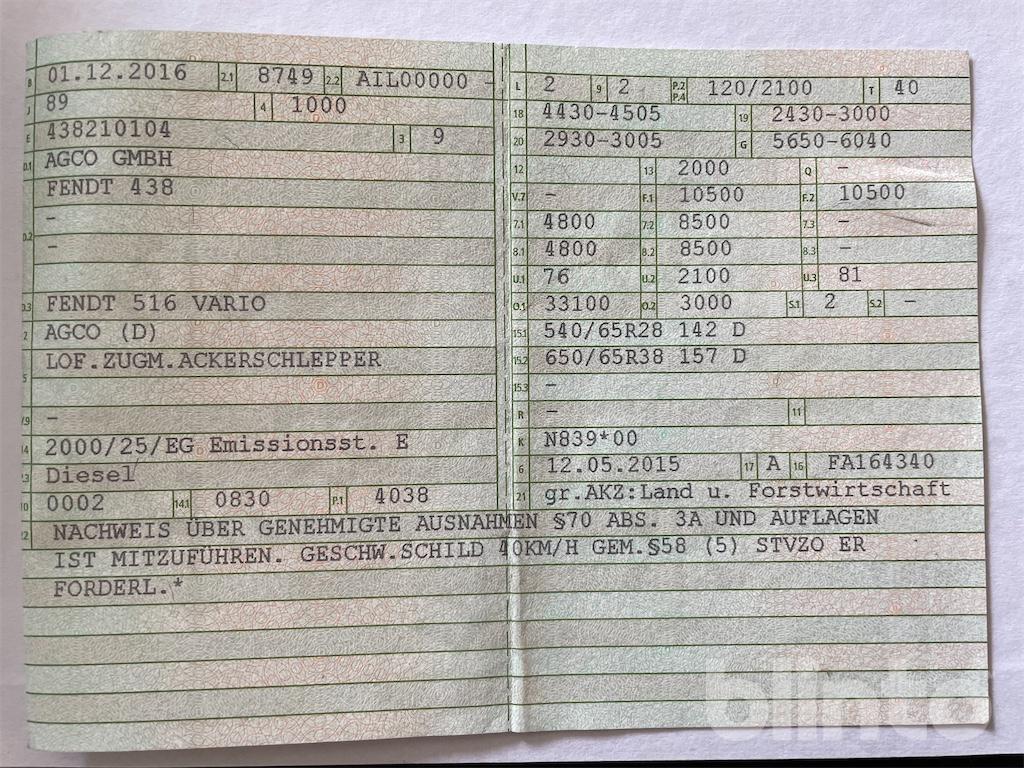 B 01.12.2016 2.1 8749 2.2 AIL00000 -
J 89 4 1000
E 438210104 3 9
D.1 AGCO GMBH
FENDT 438
-
D.2
-
D.3 FENDT 516 VARIO
2 AGCO (D)
LOF.ZUGM.ACKERSCHLEPPER
5
V.9 -
14 2000/25/EG Emissionsst. E
P.3 Diesel
10 0002 14.1 0830 P.1 4038
L 2 9 2 P.2 P.4 120/2100 T 40
18 4430-4505 19 2430-3000
20 2930-3005 G 5650-6040
12 13 2000 Q -
V.7 - F.1 10500 F.2 10500
7.1 4800 7.2 8500 7.3 -
8.1 4800 8.2 8500 8.3 -
U.1 76 U.2 2100 U.3 81
O.1 33100 O.2 3000 S.1 2 S.2 -
15.1 540/65R28 142 D
15.2 650/65R38 157 D
15.3 -
R - 11
K N839*00
6 12.05.2015 17 A 16 FA164340
21 gr.AKZ:Land u. Forstwirtschaft
22 NACHWEIS ÜBER GENEHMIGTE AUSNAHMEN §70 ABS. 3A UND AUFLAGEN
IST MITZUFÜHREN. GESCHW.SCHILD 40KM/H GEM.§58 (5) STVZO ER
FORDERL.*
blinto